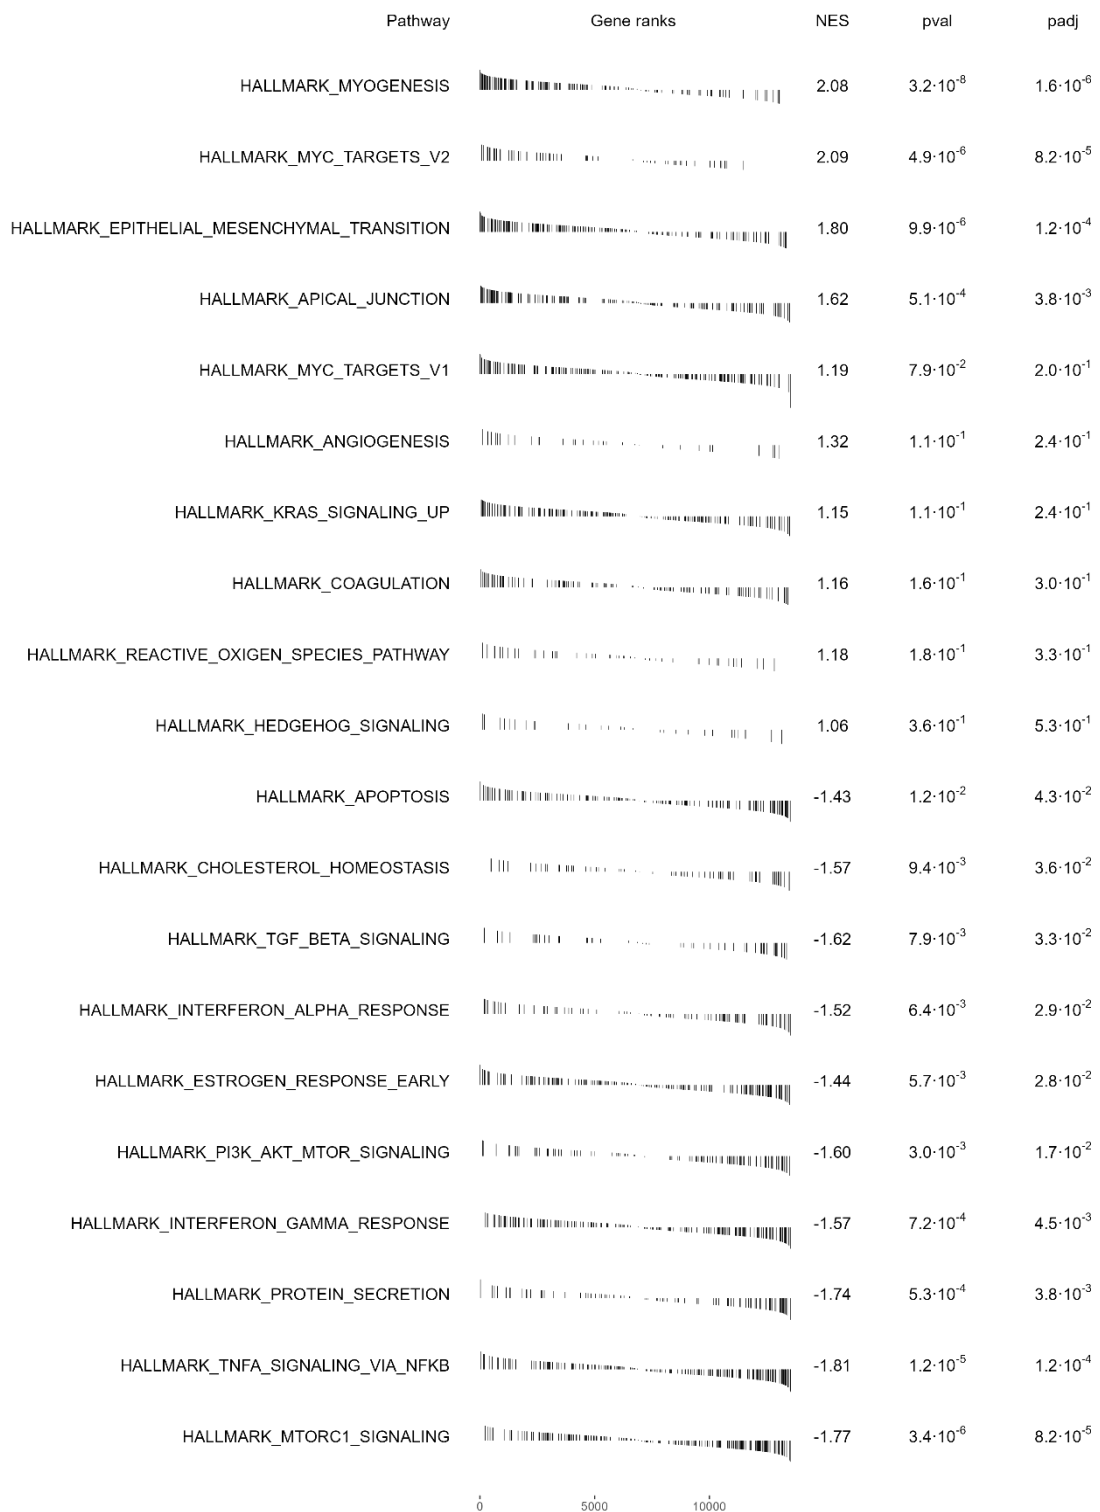 Pathway Gene ranks NES pval padj
HALLMARK_MYOGENESIS 2.08 3.2·10⁻⁸ 1.6·10⁻⁶
HALLMARK_MYC_TARGETS_V2 2.09 4.9·10⁻⁶ 8.2·10⁻⁵
HALLMARK_EPITHELIAL_MESENCHYMAL_TRANSITION 1.80 9.9·10⁻⁶ 1.2·10⁻⁴
HALLMARK_APICAL_JUNCTION 1.62 5.1·10⁻⁴ 3.8·10⁻³
HALLMARK_MYC_TARGETS_V1 1.19 7.9·10⁻² 2.0·10⁻¹
HALLMARK_ANGIOGENESIS 1.32 1.1·10⁻¹ 2.4·10⁻¹
HALLMARK_KRAS_SIGNALING_UP 1.15 1.1·10⁻¹ 2.4·10⁻¹
HALLMARK_COAGULATION 1.16 1.6·10⁻¹ 3.0·10⁻¹
HALLMARK_REACTIVE_OXIGEN_SPECIES_PATHWAY 1.18 1.8·10⁻¹ 3.3·10⁻¹
HALLMARK_HEDGEHOG_SIGNALING 1.06 3.6·10⁻¹ 5.3·10⁻¹
HALLMARK_APOPTOSIS -1.43 1.2·10⁻² 4.3·10⁻²
HALLMARK_CHOLESTEROL_HOMEOSTASIS -1.57 9.4·10⁻³ 3.6·10⁻²
HALLMARK_TGF_BETA_SIGNALING -1.62 7.9·10⁻³ 3.3·10⁻²
HALLMARK_INTERFERON_ALPHA_RESPONSE -1.52 6.4·10⁻³ 2.9·10⁻²
HALLMARK_ESTROGEN_RESPONSE_EARLY -1.44 5.7·10⁻³ 2.8·10⁻²
HALLMARK_PI3K_AKT_MTOR_SIGNALING -1.60 3.0·10⁻³ 1.7·10⁻²
HALLMARK_INTERFERON_GAMMA_RESPONSE -1.57 7.2·10⁻⁴ 4.5·10⁻³
HALLMARK_PROTEIN_SECRETION -1.74 5.3·10⁻⁴ 3.8·10⁻³
HALLMARK_TNFA_SIGNALING_VIA_NFKB -1.81 1.2·10⁻⁵ 1.2·10⁻⁴
HALLMARK_MTORC1_SIGNALING -1.77 3.4·10⁻⁶ 8.2·10⁻⁵
0 5000 10000